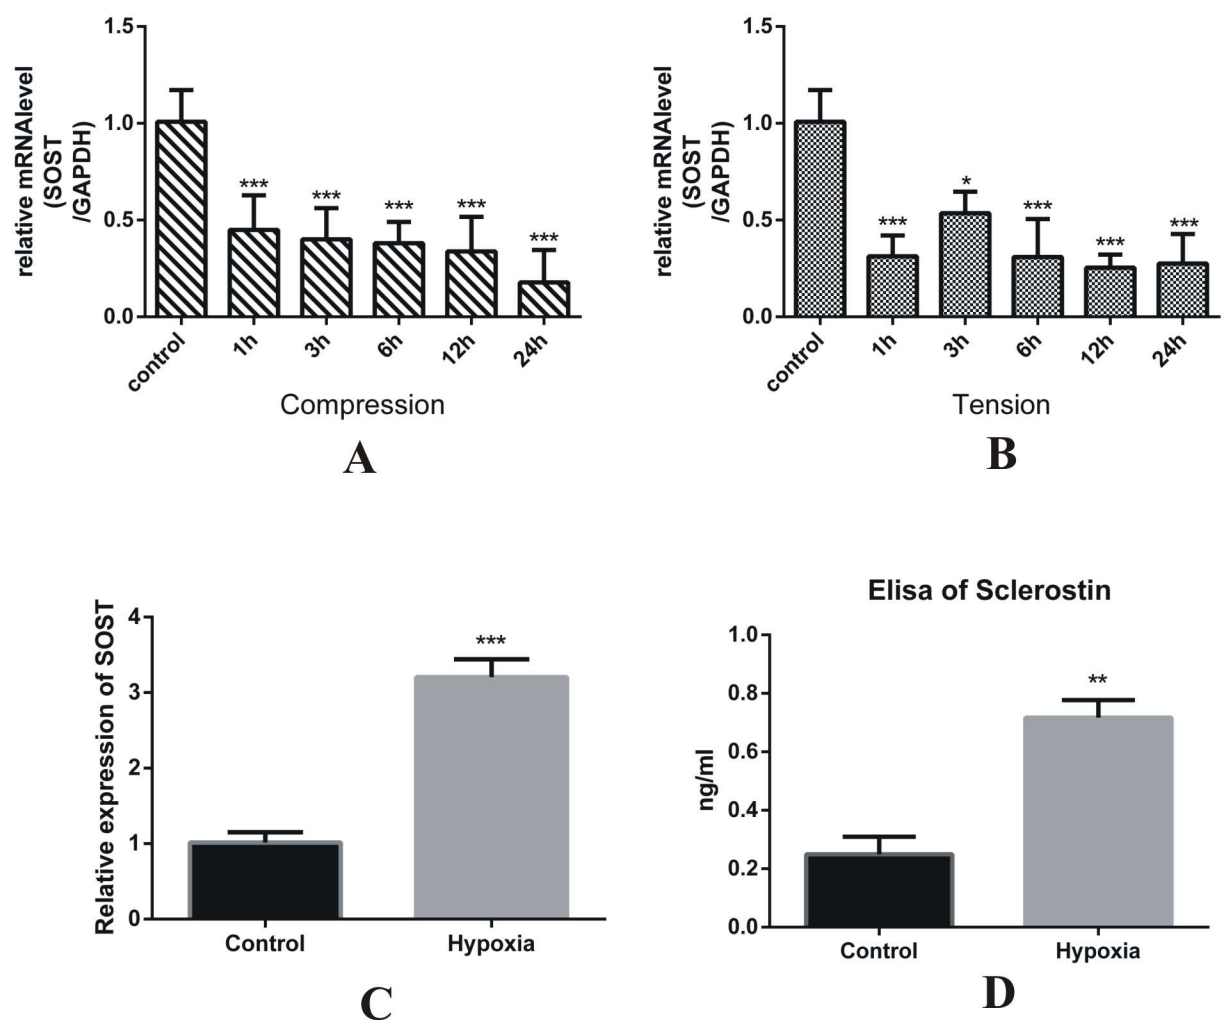 1.5
1.0
0.5
0.0
relative mRNAlevel
(SOST
/GAPDH)
***
***
***
***
***
control
1h
3h
6h
12h
24h
Compression
A
1.5
1.0
0.5
0.0
relative mRNAlevel
(SOST
/GAPDH)
***
*
***
***
***
control
1h
3h
6h
12h
24h
Tension
B
4
3
2
1
0
Relative expression of SOST
***
Control
Hypoxia
C
Elisa of Sclerostin
1.0
0.8
0.6
0.4
0.2
0.0
ng/ml
**
Control
Hypoxia
D